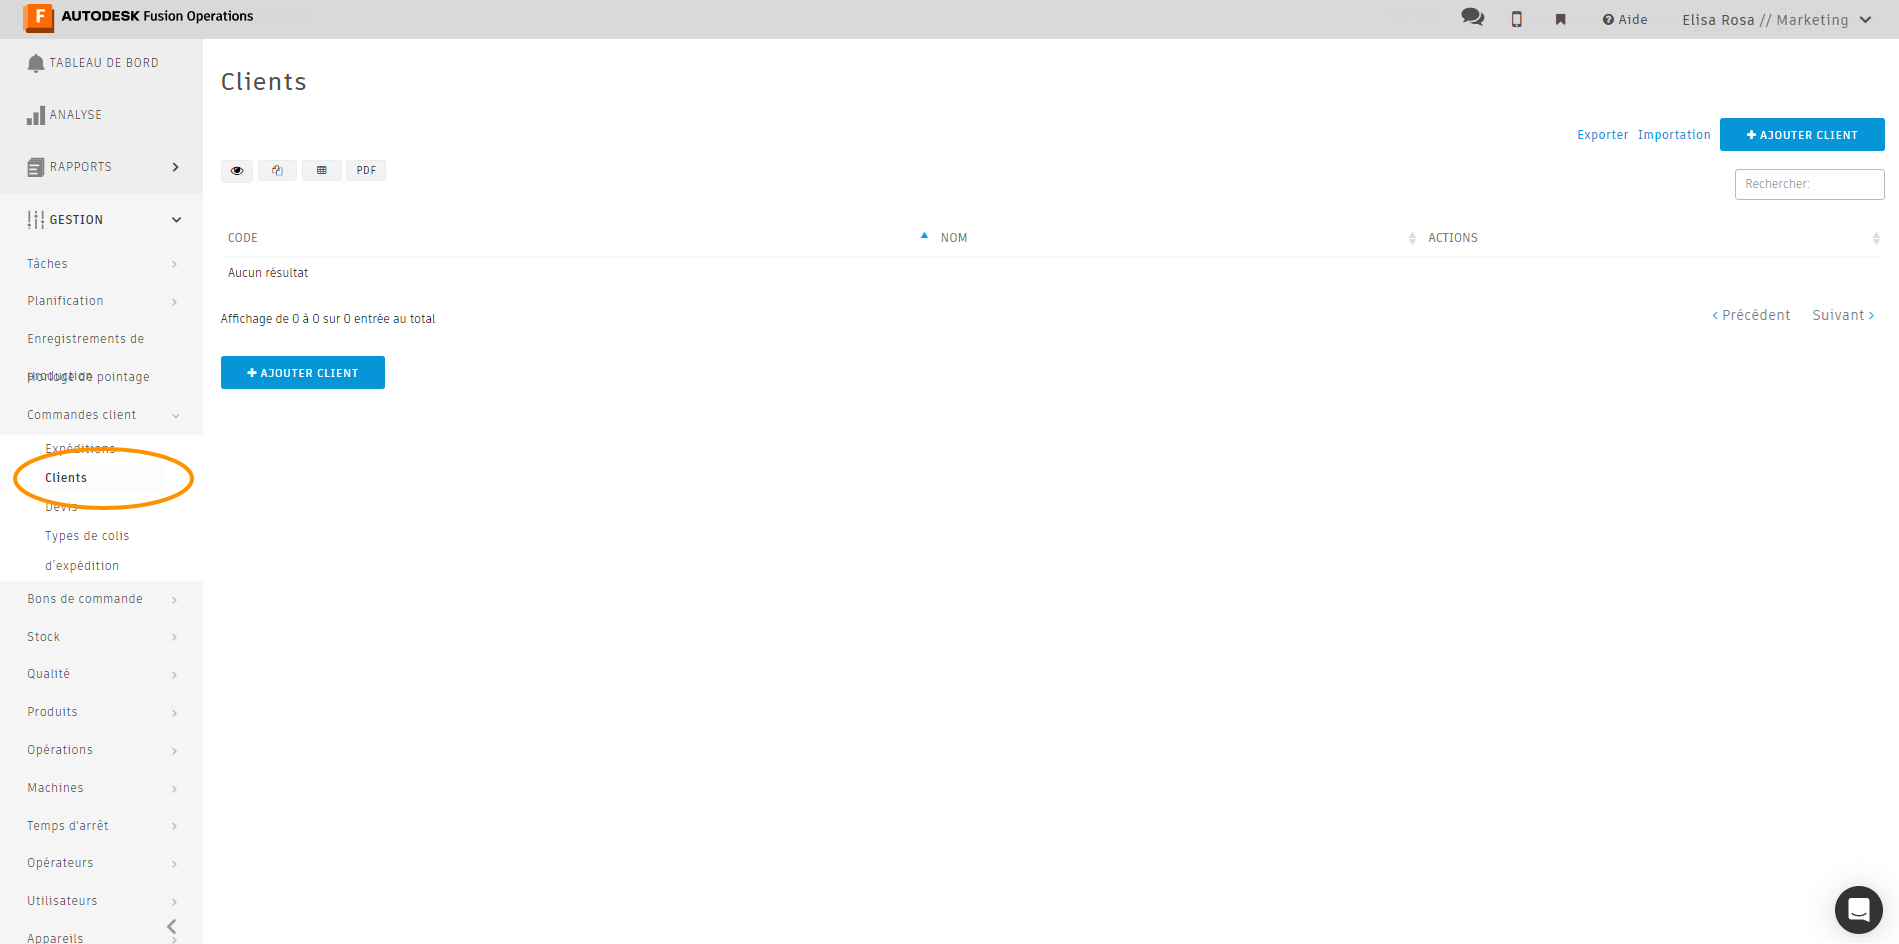 AUTODESK Fusion Operations
Aide
Elisa Rosa // Marketing
TABLEAU DE BORD
ANALYSE
RAPPORTS
GESTION
Tâches
Planification
Enregistrements de
production
Horloge de pointage
Commandes client
Expéditions
Clients
Devis
Types de colis
d'expédition
Bons de commande
Stock
Qualité
Produits
Opérations
Machines
Temps d'arrêt
Opérateurs
Utilisateurs
Appareils
Clients
Exporter Importation + AJOUTER CLIENT
PDF
Rechercher:
CODE NOM ACTIONS
Aucun résultat
Affichage de 0 à 0 sur 0 entrée au total
Précédent Suivant
+ AJOUTER CLIENT